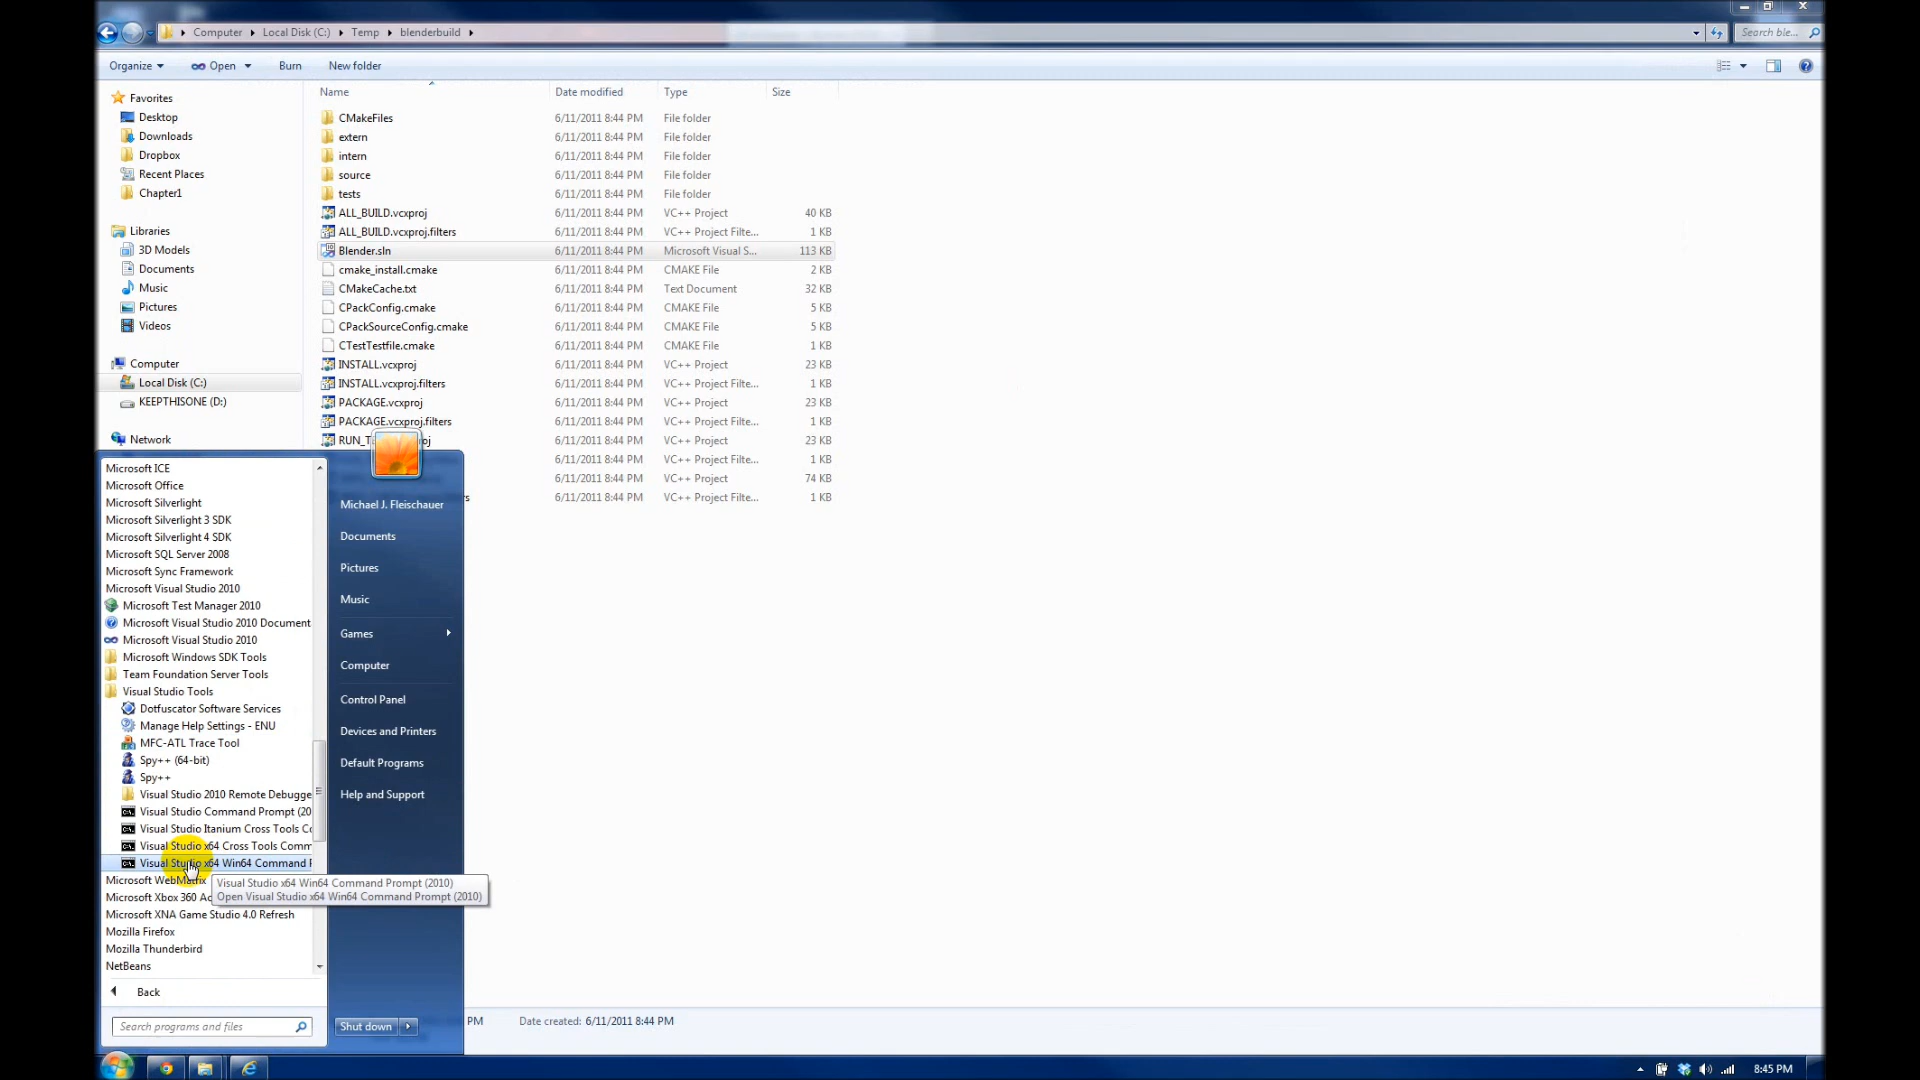 Computer Local Disk (C:) Temp blenderbuild
Search ble...
Organize Open Burn New folder
Name Date modified Type Size
Favorites
Desktop
Downloads
Dropbox
Recent Places
Chapter1
Libraries
3D Models
Documents
Music
Pictures
Videos
Computer
Local Disk (C:)
KEEPTHISONE (D:)
Network
CMakeFiles 6/11/2011 8:44 PM File folder
extern 6/11/2011 8:44 PM File folder
intern 6/11/2011 8:44 PM File folder
source 6/11/2011 8:44 PM File folder
tests 6/11/2011 8:44 PM File folder
ALL_BUILD.vcxproj 6/11/2011 8:44 PM VC++ Project 40 KB
ALL_BUILD.vcxproj.filters 6/11/2011 8:44 PM VC++ Project Filte... 1 KB
Blender.sln 6/11/2011 8:44 PM Microsoft Visual S... 113 KB
cmake_install.cmake 6/11/2011 8:44 PM CMAKE File 2 KB
CMakeCache.txt 6/11/2011 8:44 PM Text Document 32 KB
CPackConfig.cmake 6/11/2011 8:44 PM CMAKE File 5 KB
CPackSourceConfig.cmake 6/11/2011 8:44 PM CMAKE File 5 KB
CTestTestfile.cmake 6/11/2011 8:44 PM CMAKE File 1 KB
INSTALL.vcxproj 6/11/2011 8:44 PM VC++ Project 23 KB
INSTALL.vcxproj.filters 6/11/2011 8:44 PM VC++ Project Filte... 1 KB
PACKAGE.vcxproj 6/11/2011 8:44 PM VC++ Project 23 KB
PACKAGE.vcxproj.filters 6/11/2011 8:44 PM VC++ Project Filte... 1 KB
RUN_T 6/11/2011 8:44 PM VC++ Project 23 KB
6/11/2011 8:44 PM VC++ Project Filte... 1 KB
6/11/2011 8:44 PM VC++ Project 74 KB
6/11/2011 8:44 PM VC++ Project Filte... 1 KB
Microsoft ICE
Microsoft Office
Microsoft Silverlight
Microsoft Silverlight 3 SDK
Microsoft Silverlight 4 SDK
Microsoft SQL Server 2008
Microsoft Sync Framework
Microsoft Visual Studio 2010
Microsoft Test Manager 2010
Microsoft Visual Studio 2010 Document
Microsoft Visual Studio 2010
Microsoft Windows SDK Tools
Team Foundation Server Tools
Visual Studio Tools
Dotfuscator Software Services
Manage Help Settings - ENU
MFC-ATL Trace Tool
Spy++ (64-bit)
Spy++
Visual Studio 2010 Remote Debugge
Visual Studio Command Prompt (20
Visual Studio Itanium Cross Tools Co
Visual Studio x64 Cross Tools Comm
Visual Studio x64 Win64 Command P
Microsoft WebMatrix
Microsoft Xbox 360 Ac
Microsoft XNA Game Studio 4.0 Refresh
Mozilla Firefox
Mozilla Thunderbird
NetBeans
Back
Search programs and files
Visual Studio x64 Win64 Command Prompt (2010)
Open Visual Studio x64 Win64 Command Prompt (2010)
Michael J. Fleischauer
Documents
Pictures
Music
Games
Computer
Control Panel
Devices and Printers
Default Programs
Help and Support
Shut down
PM Date created: 6/11/2011 8:44 PM
8:45 PM